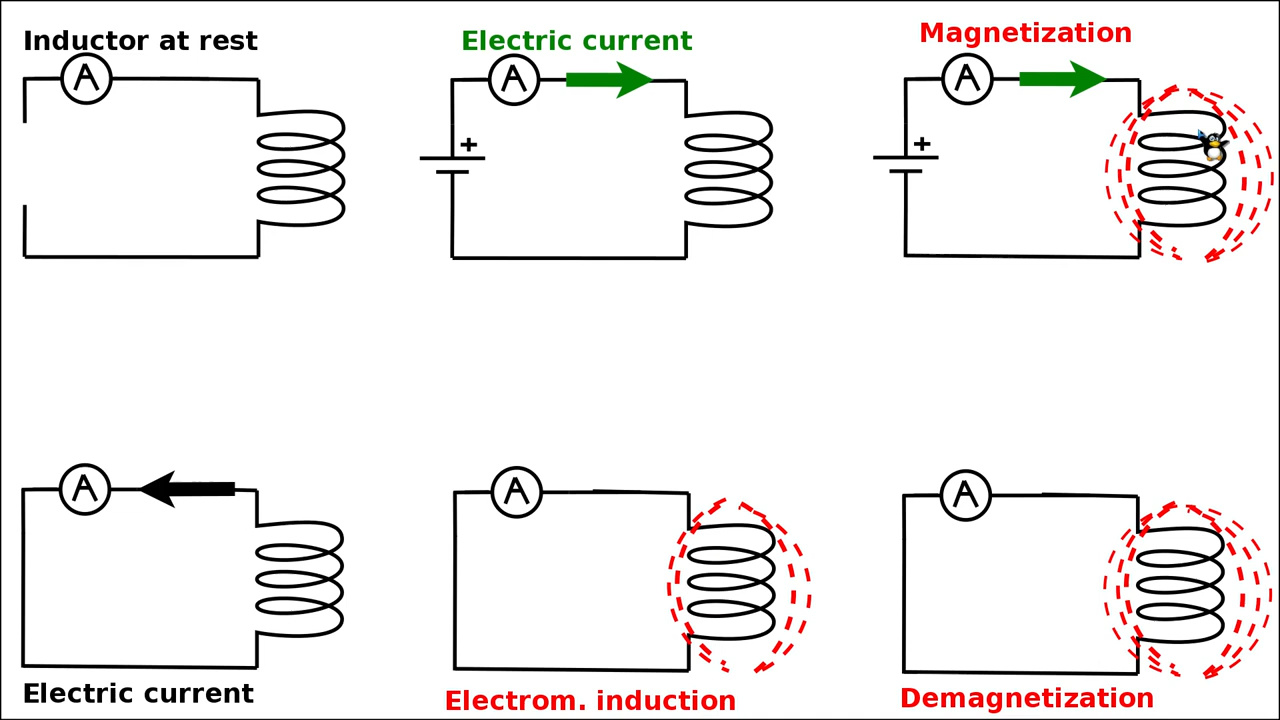 Inductor at rest
Electric current
Magnetization
A
A
A
+
+
A
A
A
Electric current
Electrom. induction
Demagnetization